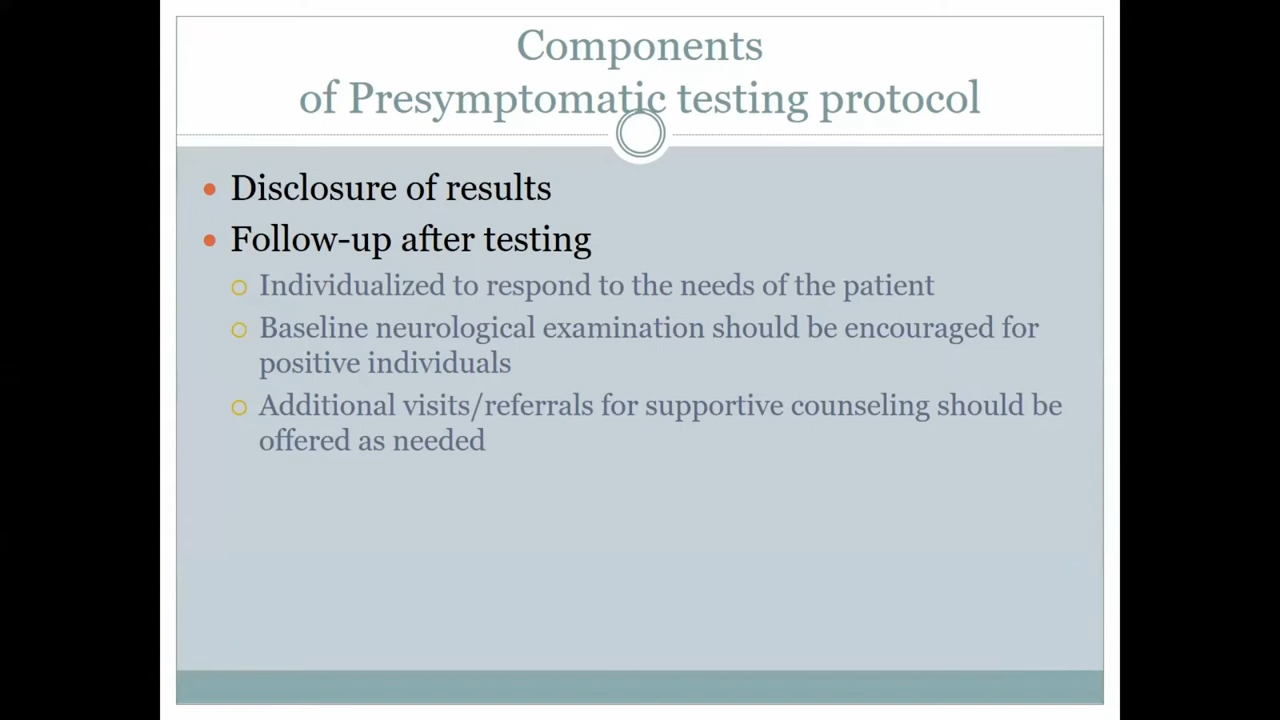 Components
of Presymptomatic testing protocol
Disclosure of results
Follow-up after testing
Individualized to respond to the needs of the patient
Baseline neurological examination should be encouraged for
positive individuals
Additional visits/referrals for supportive counseling should be
offered as needed